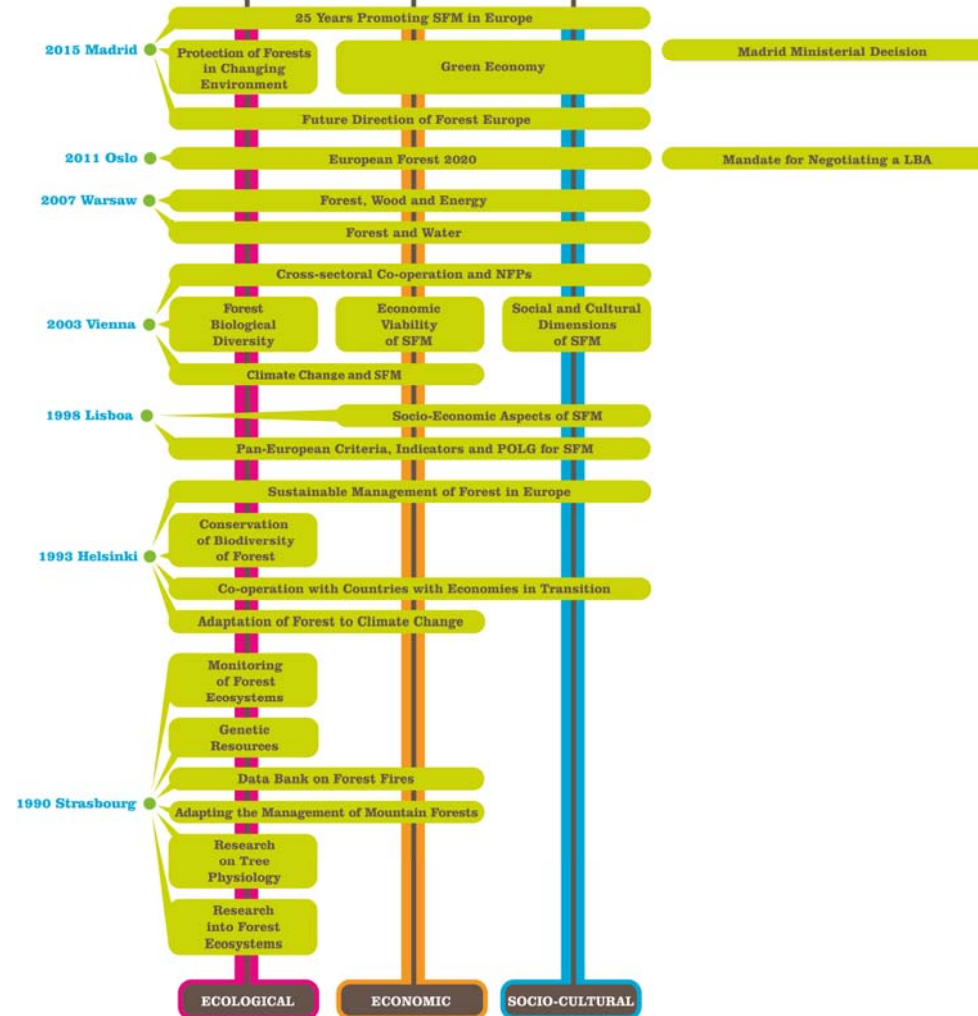 25 Years Promoting SFM in Europe
2015 Madrid
Protection of Forests
in Changing
Environment
Green Economy
Madrid Ministerial Decision
Future Direction of Forest Europe
2011 Oslo
European Forest 2020
Mandate for Negotiating a LBA
2007 Warsaw
Forest, Wood and Energy
Forest and Water
Cross-sectoral Co-operation and NFPs
2003 Vienna
Forest
Biological
Diversity
Economic
Viability
of SFM
Social and Cultural
Dimensions
of SFM
Climate Change and SFM
1998 Lisboa
Socio-Economic Aspects of SFM
Pan-European Criteria, Indicators and POLG for SFM
Sustainable Management of Forest in Europe
1993 Helsinki
Conservation
of Biodiversity
of Forest
Co-operation with Countries with Economies in Transition
Adaptation of Forest to Climate Change
Monitoring
of Forest
Ecosystems
Genetic
Resources
Data Bank on Forest Fires
1990 Strasbourg
Adapting the Management of Mountain Forests
Research
on Tree
Physiology
Research
into Forest
Ecosystems
ECOLOGICAL
ECONOMIC
SOCIO-CULTURAL